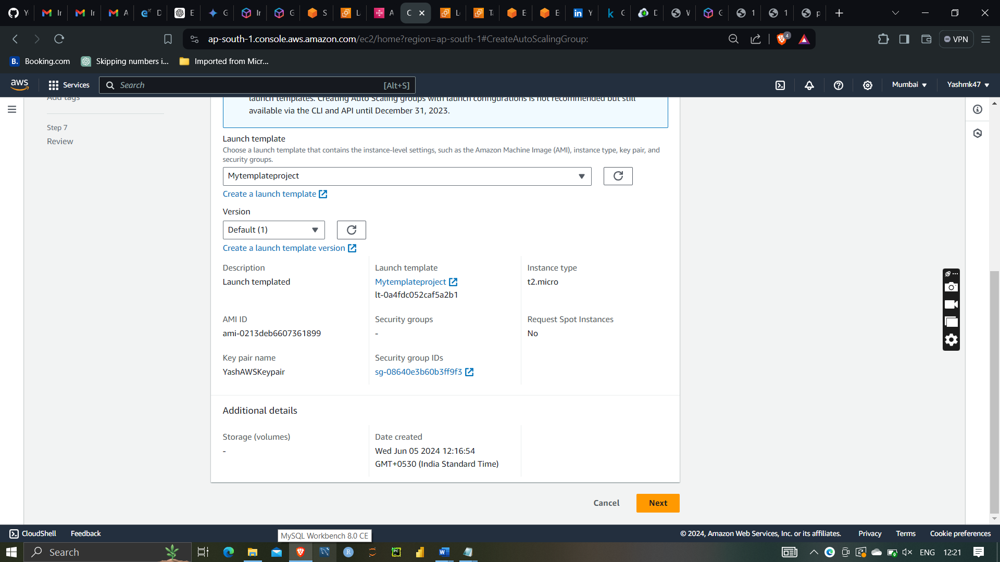 Y
Ir
Ir
A
D
E
G
Ir
G
S
L
A
C
L
T
E
E
in Y
k C
D
V
C
1
1
p
ap-south-1.console.aws.amazon.com/ec2/home?region=ap-south-1#CreateAutoScalingGroup:
4
VPN
B. Booking.com
Skipping numbers i...
Imported from Micr...
aws
Services
Search
[Alt+S]
Mumbai
Yashmk47
Add tags
Step 7
Review
launch templates. Creating Auto Scaling groups with launch configurations is not recommended but still
available via the CLI and API until December 31, 2023.
Launch template
Choose a launch template that contains the instance-level settings, such as the Amazon Machine Image (AMI), instance type, key pair, and
security groups.
Mytemplateproject
Create a launch template
Version
Default (1)
Create a launch template version
Description
Launch templated
Launch template
Mytemplateproject
lt-0a4fdc052caf5a2b1
Instance type
t2.micro
AMI ID
ami-0213deb6607361899
Security groups
-
Request Spot Instances
No
Key pair name
YashAWSKeypair
Security group IDs
sg-08640e3b60b3ff9f3
Additional details
Storage (volumes)
-
Date created
Wed Jun 05 2024 12:16:54
GMT+0530 (India Standard Time)
Cancel
Next
CloudShell
Feedback
MySQL Workbench 8.0 CE
© 2024, Amazon Web Services, Inc. or its affiliates.
Privacy
Terms
Cookie preferences
Search
R
PC
W
ENG
12:21